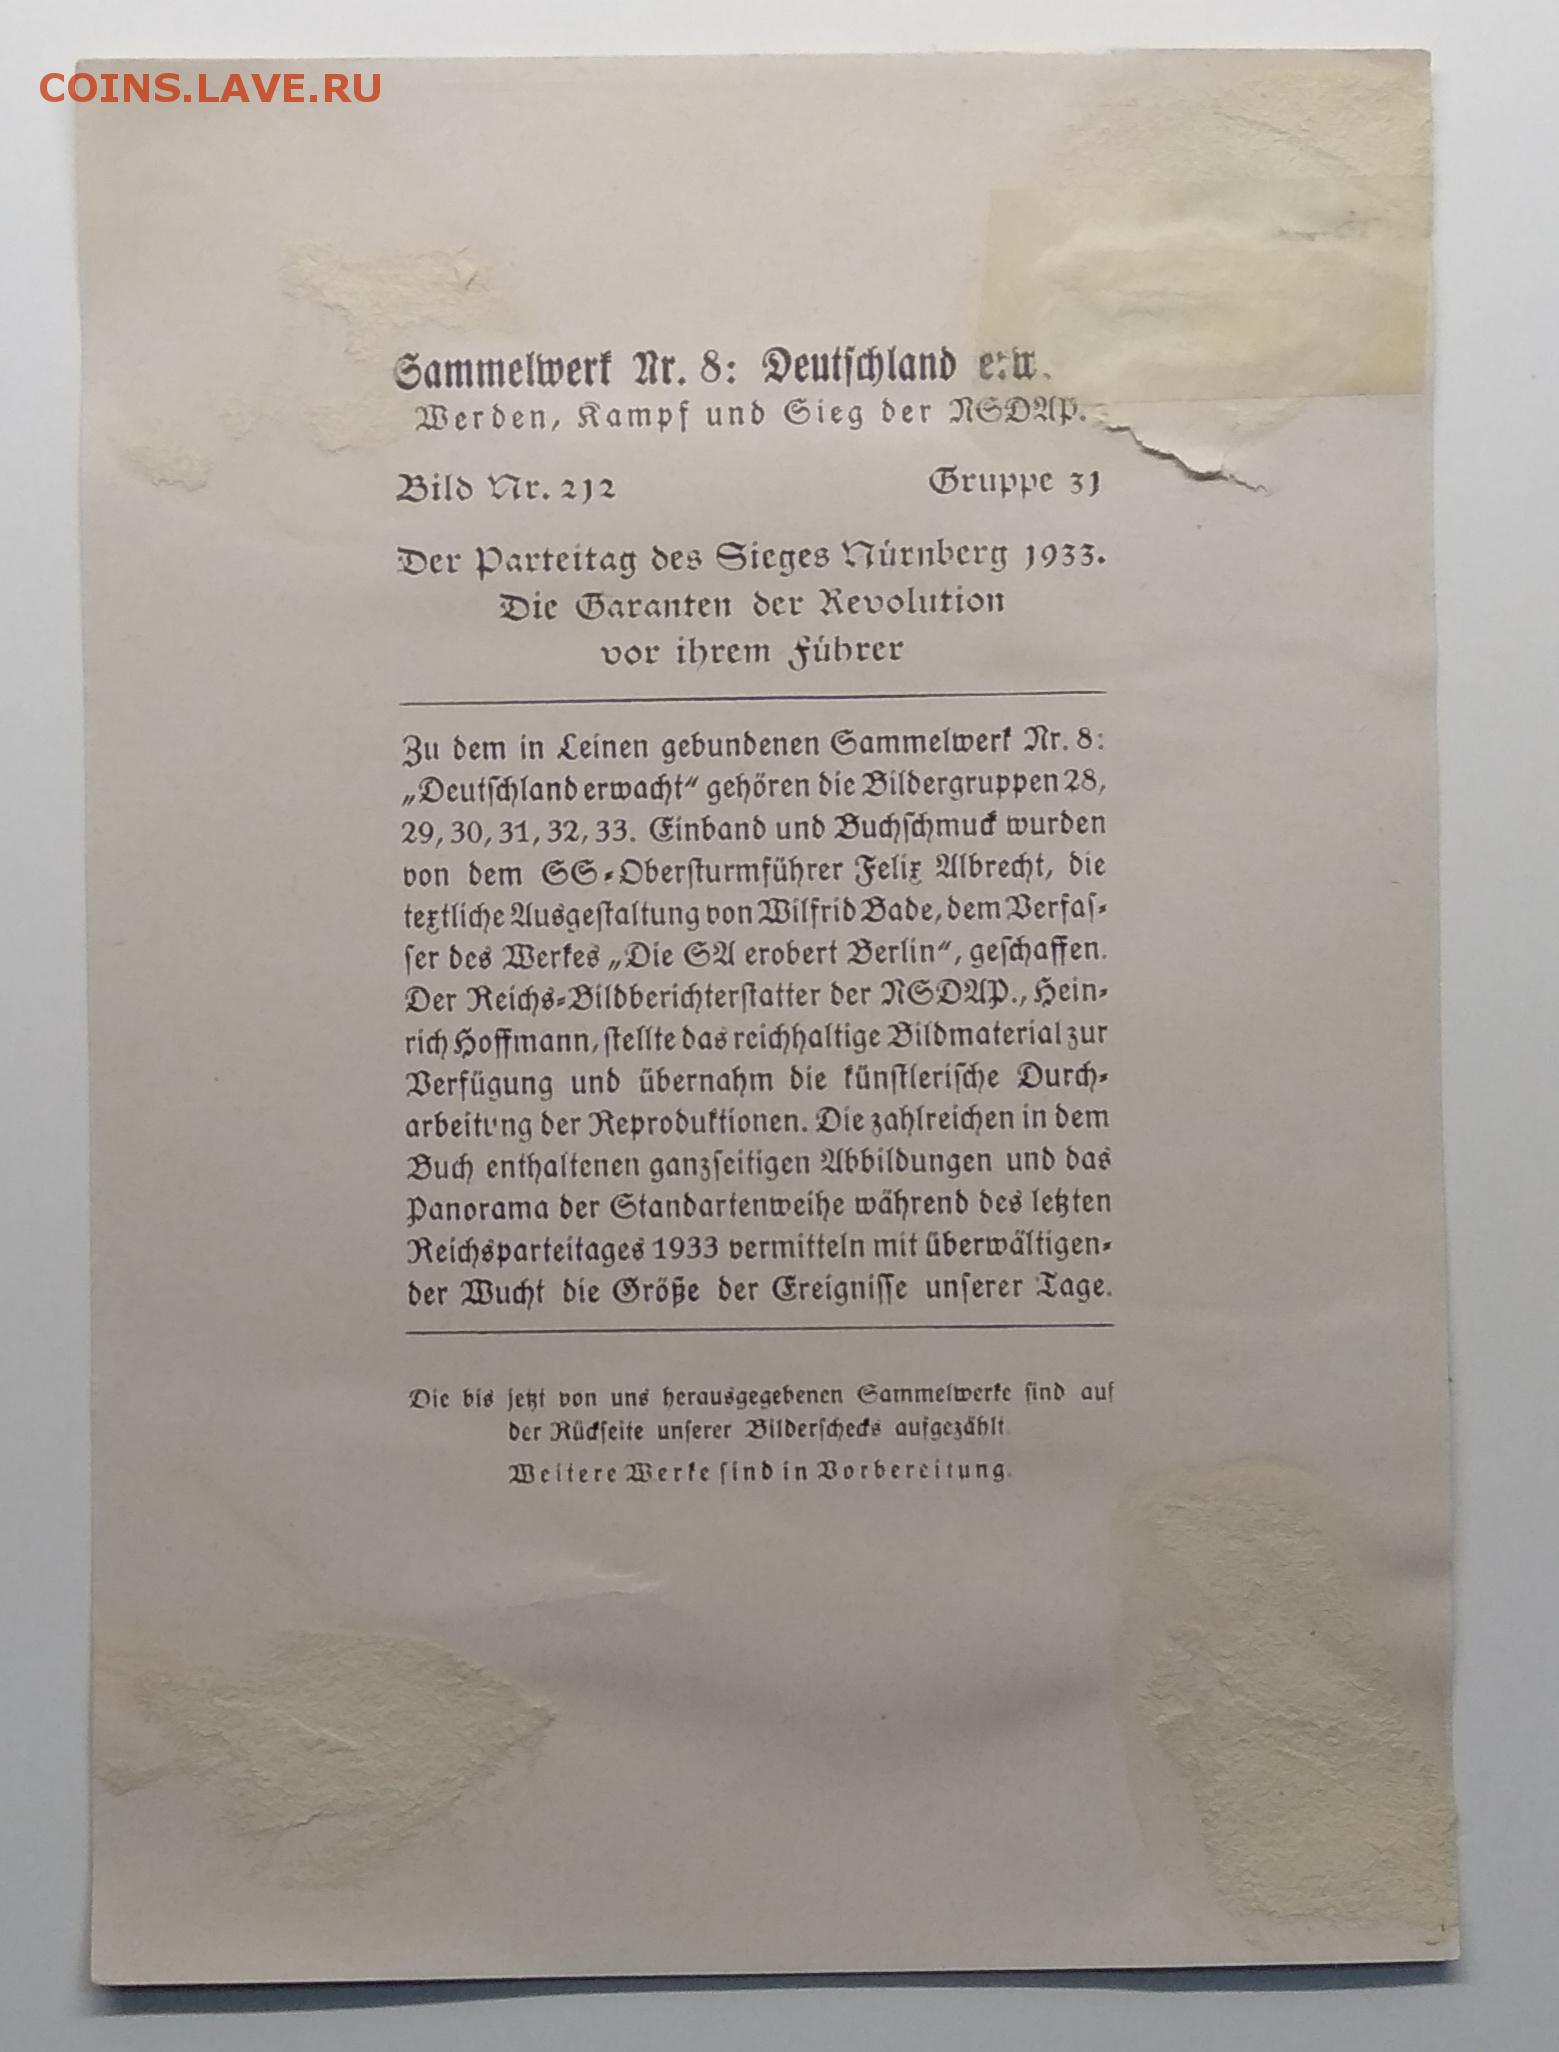 COINS.LAVE.RU
Sammelwerk Nr. 8: Deutschland
Werden, Kampf und Sieg der NSDAP.
Bild Nr. 212 Gruppe 31
Der Parteitag des Sieges Nürnberg 1933.
Die Garanten der Revolution
vor ihrem Führer
Zu dem in Leinen gebundenen Sammelwerk Nr. 8:
„Deutschland erwacht“ gehören die Bildergruppen 28,
29, 30, 31, 32, 33. Einband und Buchschmuck wurden
von dem SS-Obersturmführer Felix Albrecht, die
textliche Ausgestaltung von Wilfrid Bade, dem Verfas-
ser des Werkes „Die SA erobert Berlin“, geschaffen.
Der Reichs-Bildberichterstatter der NSDAP., Hein-
rich Hoffmann, stellte das reichhaltige Bildmaterial zur
Verfügung und übernahm die künstlerische Durch-
arbeitung der Reproduktionen. Die zahlreichen in dem
Buch enthaltenen ganzseitigen Abbildungen und das
Panorama der Standartenweihe während des letzten
Reichsparteitages 1933 vermitteln mit überwältigen-
der Wucht die Größe der Ereignisse unserer Tage.
Die bis jetzt von uns herausgegebenen Sammelwerke sind auf
der Rückseite unserer Bilderschecks aufgezählt.
Weitere Werke sind in Vorbereitung.